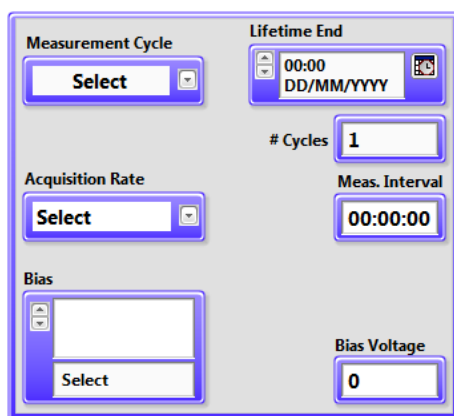 Measurement Cycle
Select
Lifetime End
00:00
DD/MM/YYYY
# Cycles
1
Acquisition Rate
Select
Meas. Interval
00:00:00
Bias
Select
Bias Voltage
0